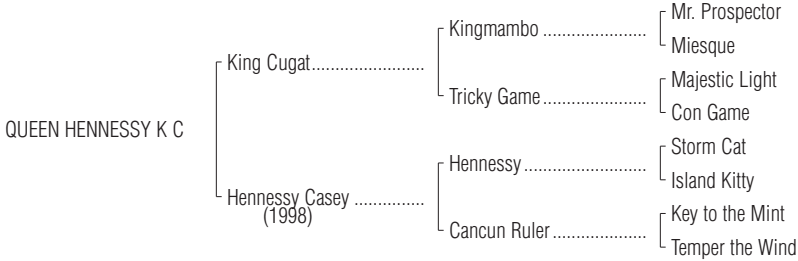 Mr. Prospector
Kingmambo ......................
Miesque
King Cugat........................
Majestic Light
Tricky Game......................
Con Game
QUEEN HENNESSY K C
Storm Cat
Hennessy ..........................
Island Kitty
Hennessy Casey ...............
(1998)
Key to the Mint
Cancun Ruler....................
Temper the Wind